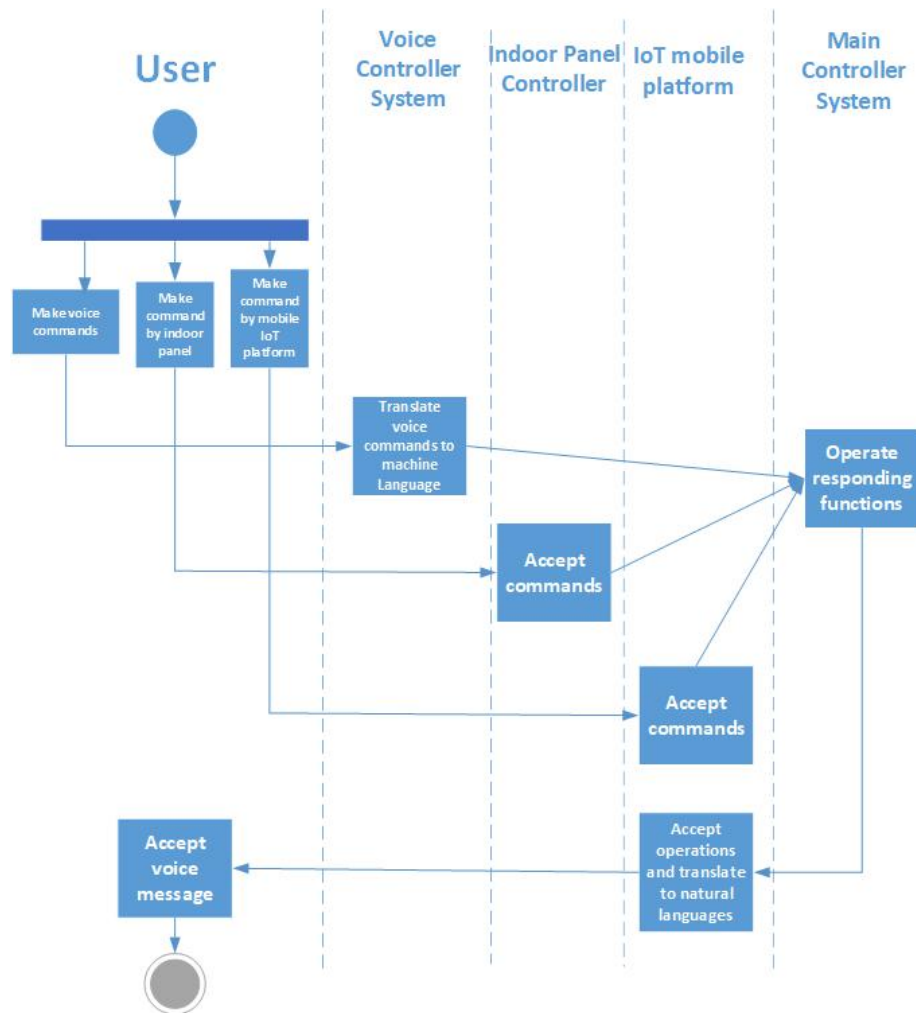 User
Voice
Controller
System
Indoor Panel
Controller
IoT mobile
platform
Main
Controller
System
Make voice
commands
Make
command
by indoor
panel
Make
command
by mobile
IoT
platform
Translate
voice
commands to
machine
Language
Operate
responding
functions
Accept
commands
Accept
commands
Accept
voice
message
Accept
operations
and translate
to natural
languages